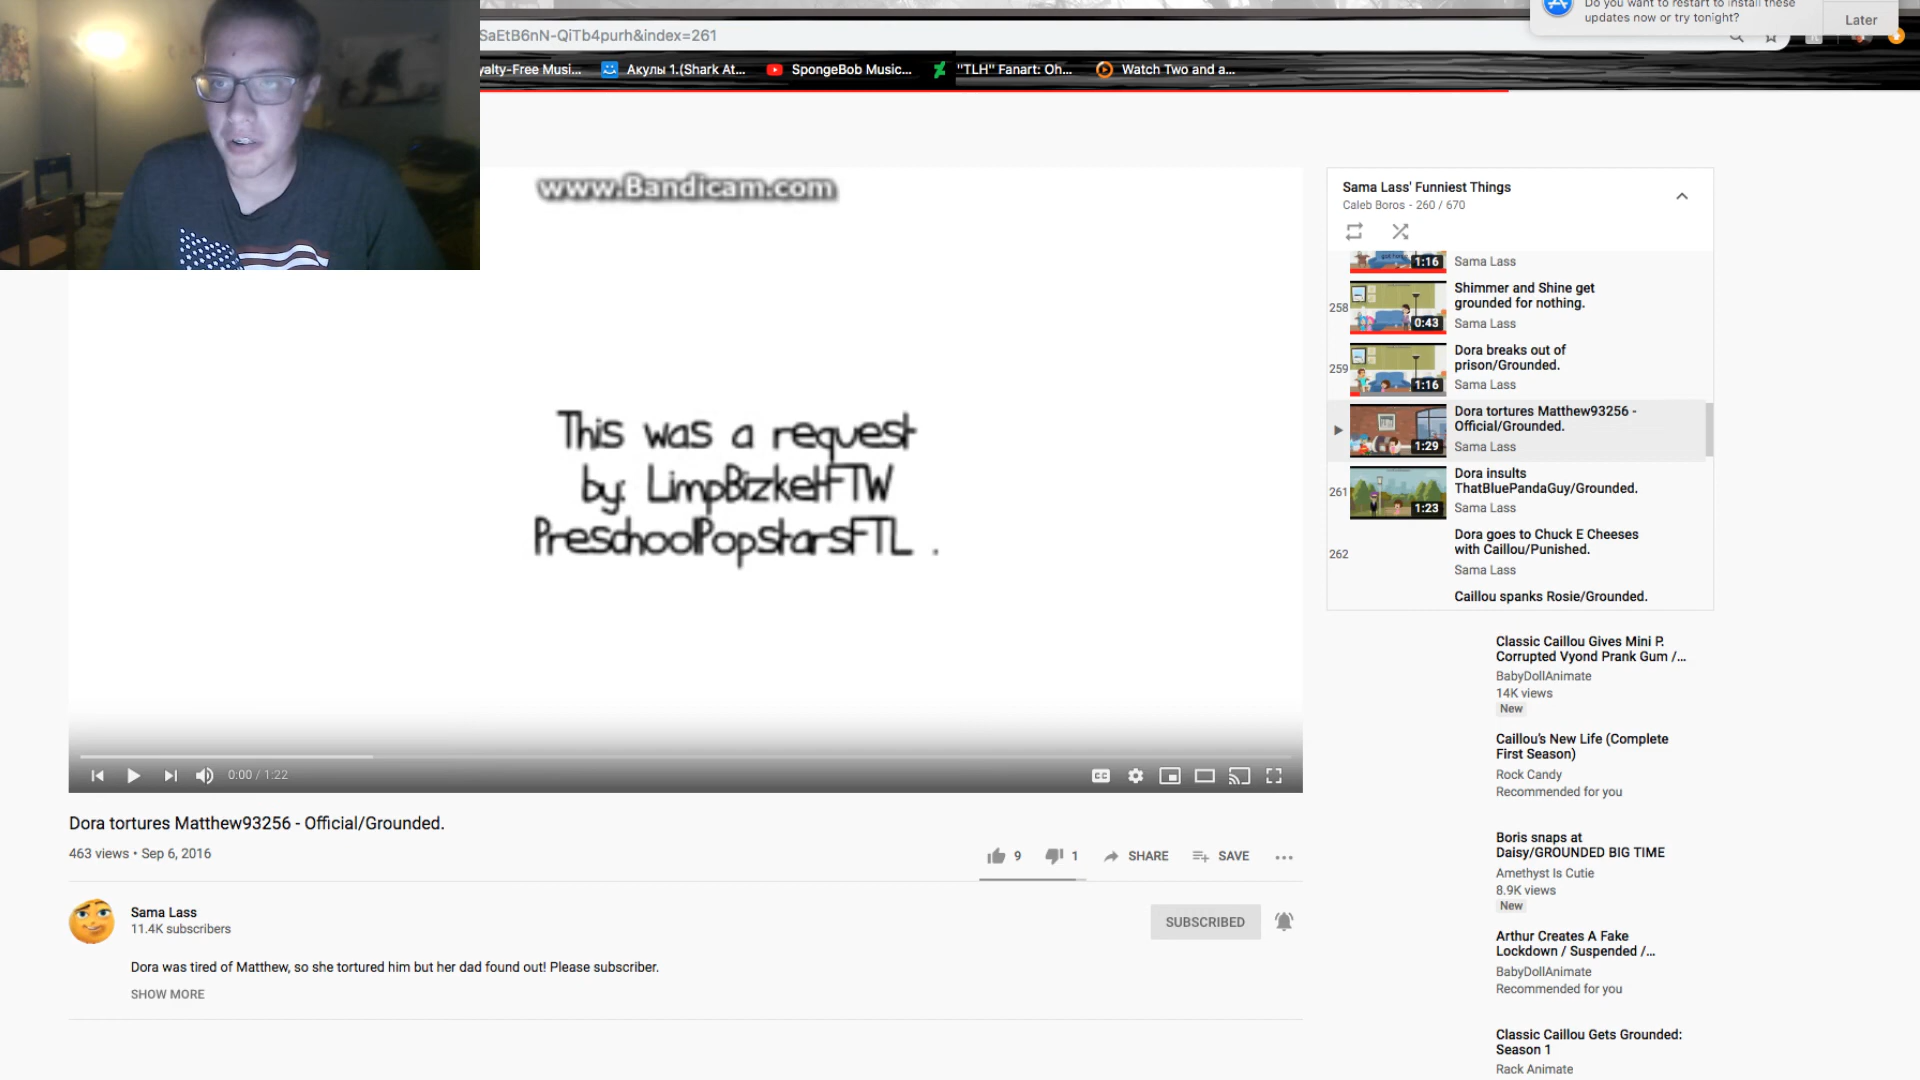 Do you want to restart to install these
updates now or try tonight?
Later
SaEtB6nN-QiTb4purh&index=261
yalty-Free Musi...
Акулы 1.(Shark At...
SpongeBob Music...
"TLH" Fanart: Oh...
Watch Two and a...
www.Bandicam.com
This was a request
by: LimpBizketFTW
PreschoolPopstarsFTL .
0:00 / 1:22
CC
Dora tortures Matthew93256 - Official/Grounded.
463 views • Sep 6, 2016
9
1
SHARE
SAVE
Sama Lass
11.4K subscribers
SUBSCRIBED
Dora was tired of Matthew, so she tortured him but her dad found out! Please subscriber.
SHOW MORE
Sama Lass' Funniest Things
Caleb Boros - 260 / 670
1:16
Sama Lass
258
0:43
Shimmer and Shine get
grounded for nothing.
Sama Lass
259
1:16
Dora breaks out of
prison/Grounded.
Sama Lass
1:29
Dora tortures Matthew93256 -
Official/Grounded.
Sama Lass
261
1:23
Dora insults
ThatBluePandaGuy/Grounded.
Sama Lass
262
Dora goes to Chuck E Cheeses
with Caillou/Punished.
Sama Lass
Caillou spanks Rosie/Grounded.
Classic Caillou Gives Mini P.
Corrupted Vyond Prank Gum /...
BabyDollAnimate
14K views
New
Caillou's New Life (Complete
First Season)
Rock Candy
Recommended for you
Boris snaps at
Daisy/GROUNDED BIG TIME
Amethyst Is Cutie
8.9K views
New
Arthur Creates A Fake
Lockdown / Suspended /...
BabyDollAnimate
Recommended for you
Classic Caillou Gets Grounded:
Season 1
Rack Animate